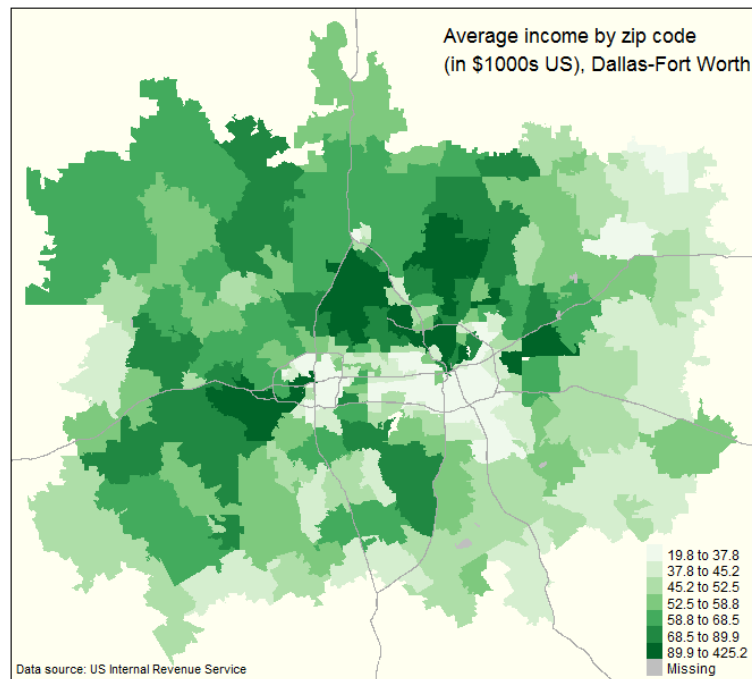 Average income by zip code
(in $1000s US), Dallas-Fort Worth
19.8 to 37.8
37.8 to 45.2
45.2 to 52.5
52.5 to 58.8
58.8 to 68.5
68.5 to 89.9
89.9 to 425.2
Missing
Data source: US Internal Revenue Service